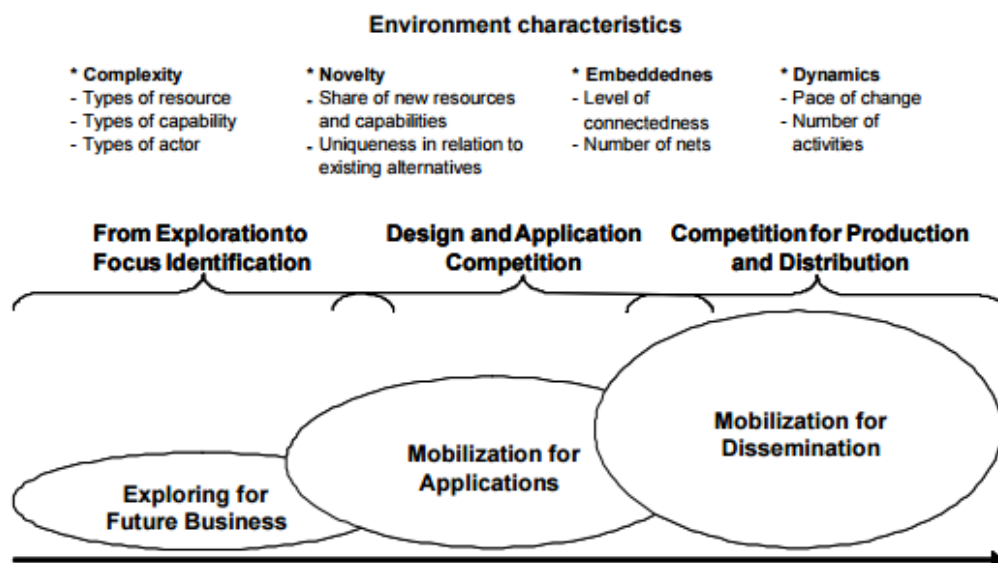 Environment characteristics
* Complexity
- Types of resource
- Types of capability
- Types of actor
* Novelty
- Share of new resources
and capabilities
- Uniqueness in relation to
existing alternatives
* Embeddednes
- Level of
connectedness
- Number of nets
* Dynamics
- Pace of change
- Number of
activities
From Exploration to
Focus Identification
Design and Application
Competition
Competition for Production
and Distribution
Exploring for
Future Business
Mobilization for
Applications
Mobilization for
Dissemination